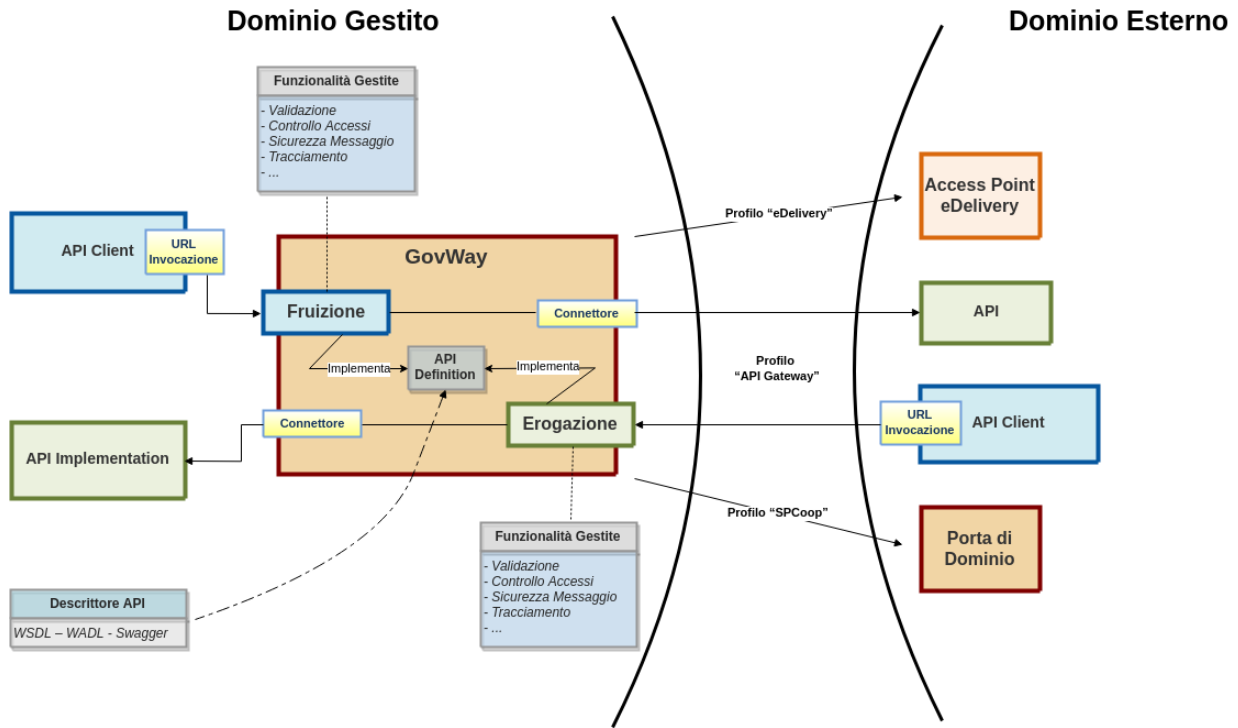 Dominio Gestito
Dominio Esterno
Funzionalità Gestite
- Validazione
- Controllo Accessi
- Sicurezza Messaggio
- Tracciamento
- ...
API Client
URL
Invocazione
GovWay
Fruizione
Connettore
Implementa
API
Definition
Implementa
Connettore
Erogazione
API Implementation
Funzionalità Gestite
- Validazione
- Controllo Accessi
- Sicurezza Messaggio
- Tracciamento
- ...
Descrittore API
WSDL – WADL - Swagger
Profilo “eDelivery”
Profilo
“API Gateway”
Profilo “SPCoop”
Access Point
eDelivery
API
URL
Invocazione
API Client
Porta di
Dominio